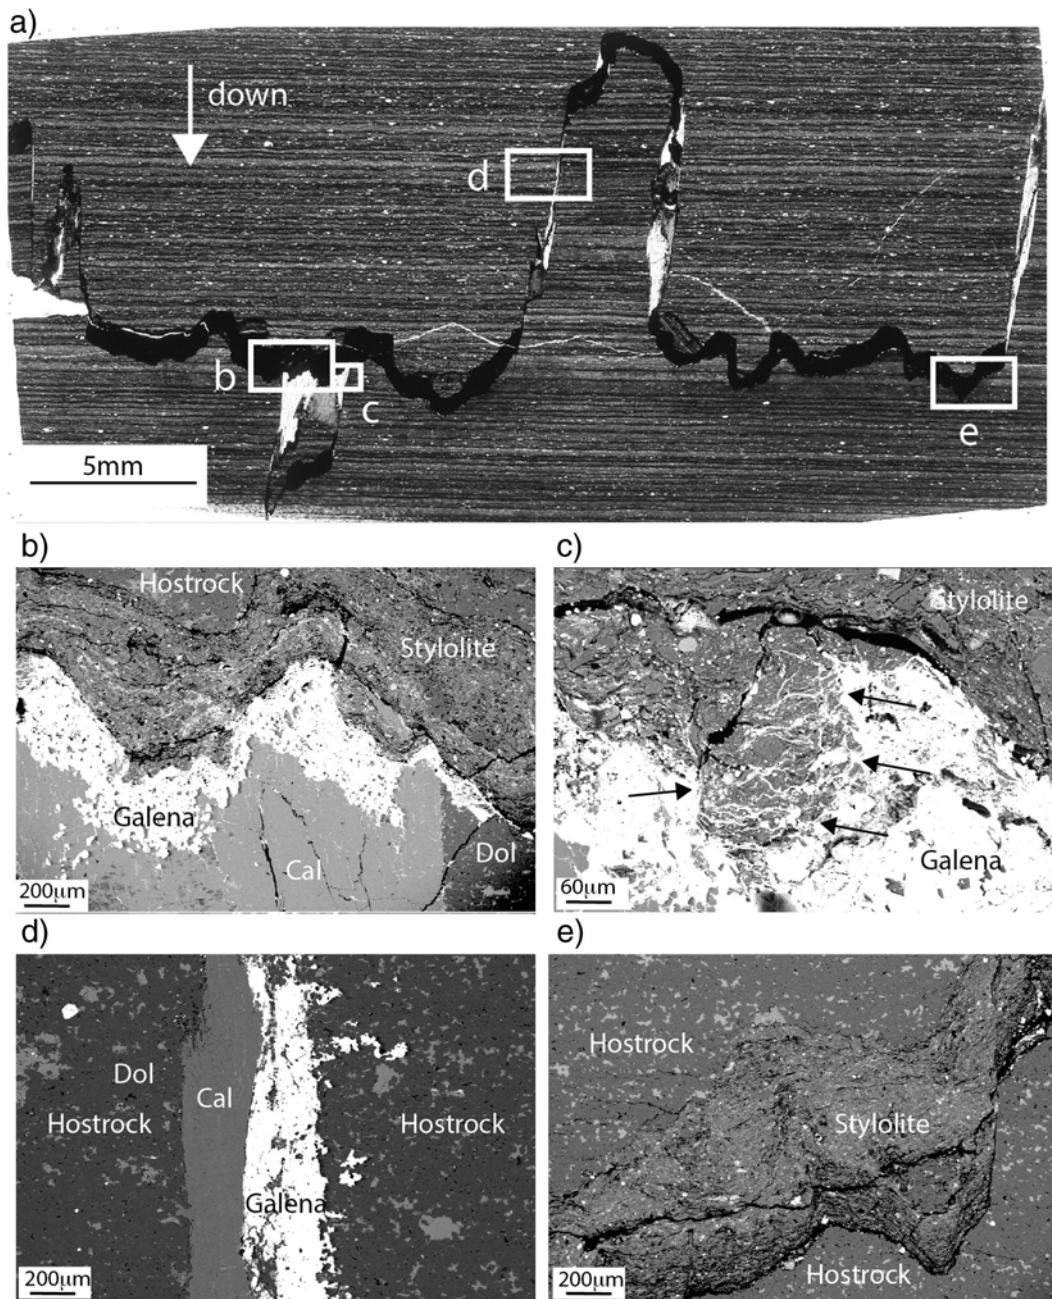 a)
down
d
b
c
e
5mm
b)
Hostrock
Stylolite
Galena
Cal
Dol
200µm
c)
Stylolite
Galena
60µm
d)
Dol
Hostrock
Cal
Hostrock
Galena
200µm
e)
Hostrock
Stylolite
Hostrock
200µm